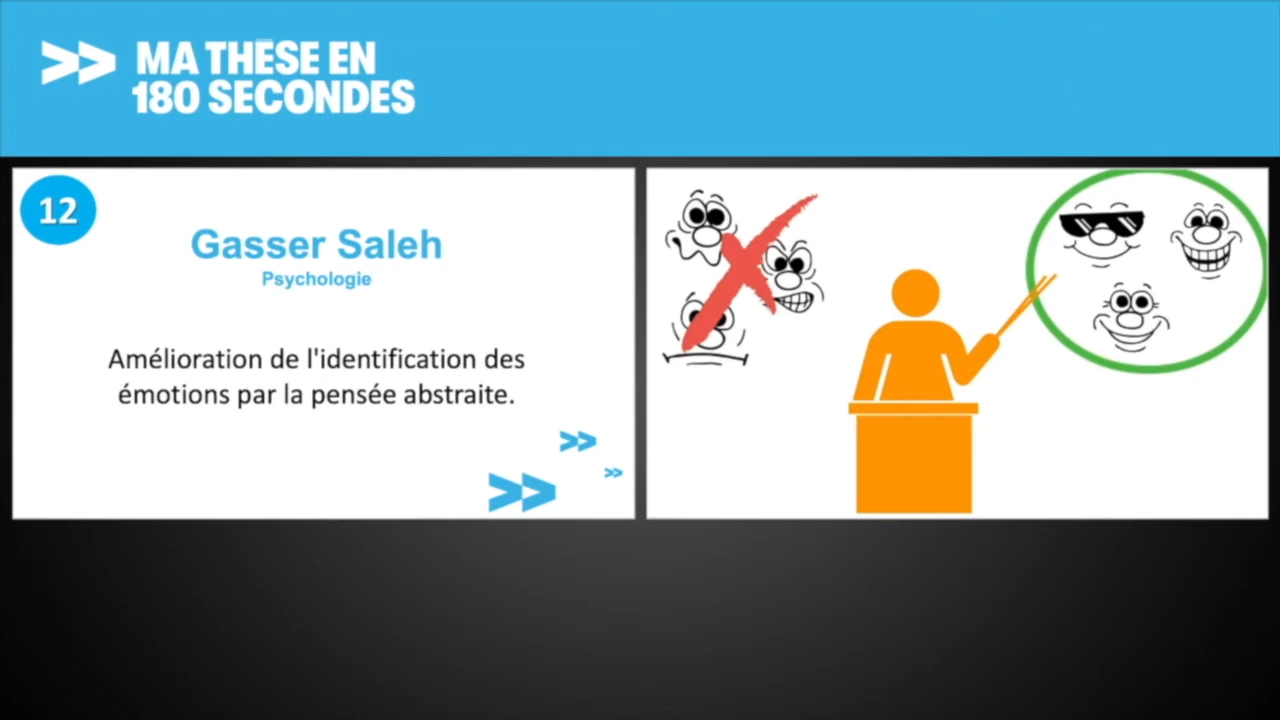 >> MA THÈSE EN
180 SECONDES
12
Gasser Saleh
Psychologie
Amélioration de l'identification des
émotions par la pensée abstraite.